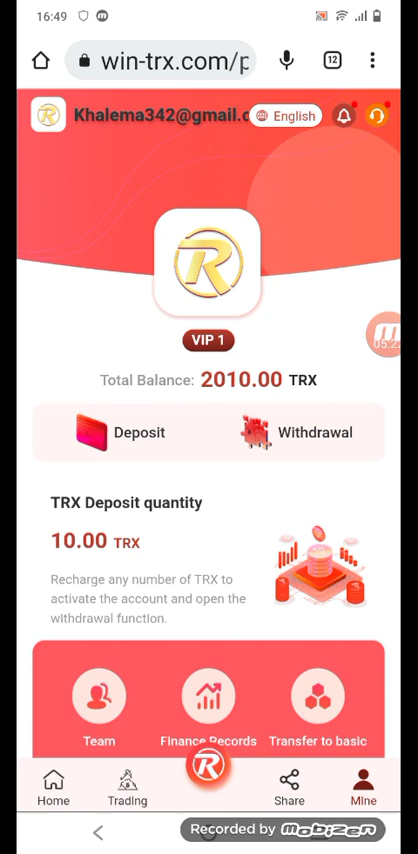 16:49
win-trx.com/p
12
Khalema342@gmail.c
English
R
VIP 1
05:2
Total Balance: 2010.00 TRX
Deposit
Withdrawal
TRX Deposit quantity
10.00 TRX
Recharge any number of TRX to
activate the account and open the
withdrawal function.
Team
Finance Records
Transfer to basic
R
Home
Trading
Share
Mine
Recorded by mobizen